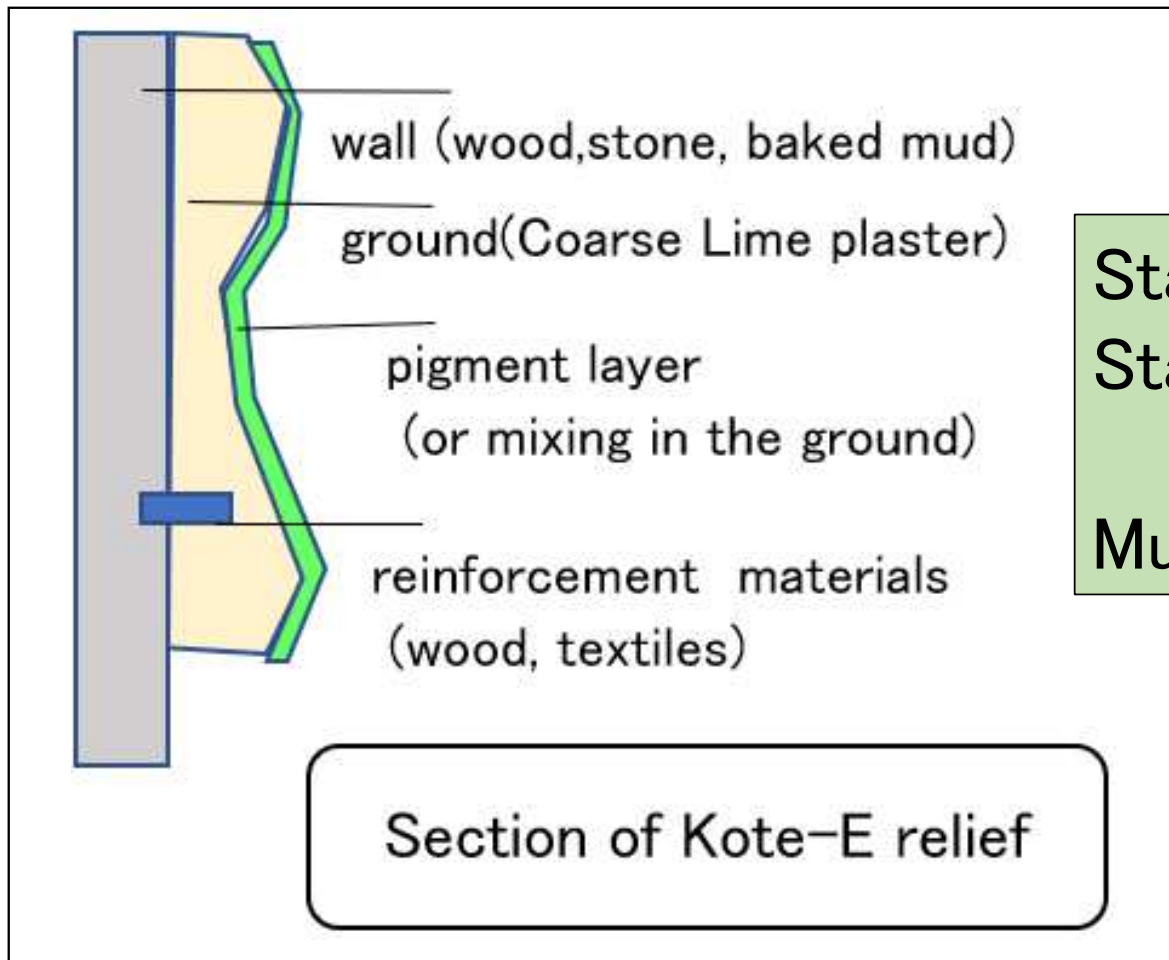 wall (wood,stone, baked mud)
ground(Coarse Lime plaster)
pigment layer
(or mixing in the ground)
reinforcement materials
(wood, textiles)
Section of Kote-E relief